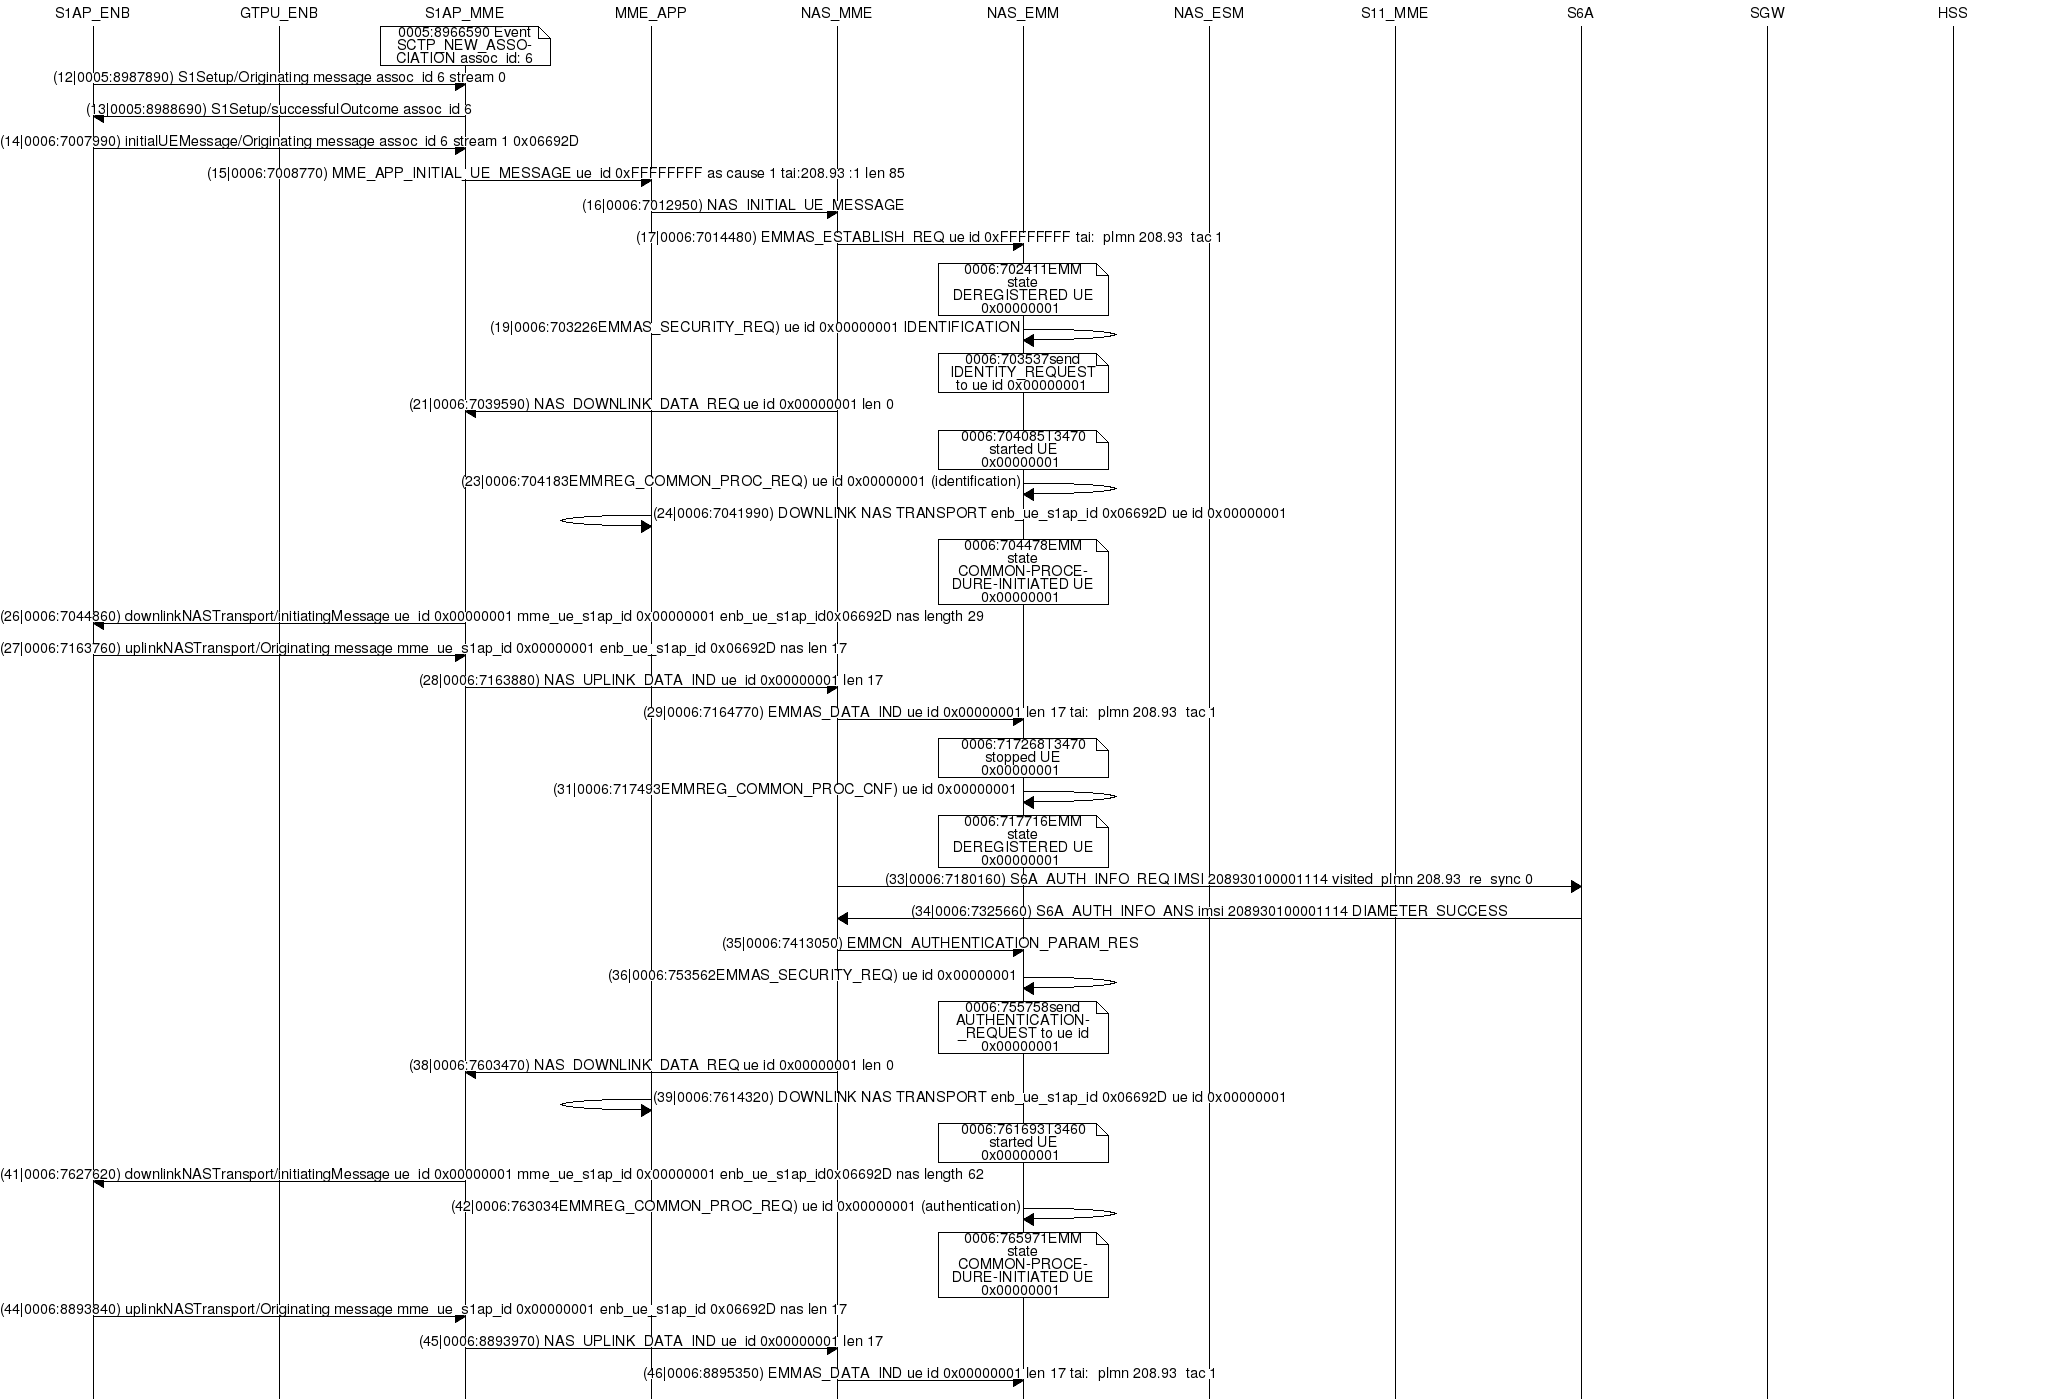 S1AP_ENB GTPU_ENB S1AP_MME MME_APP NAS_MME NAS_EMM NAS_ESM S11_MME S6A SGW HSS
0005:8966590 Event
SCTP_NEW_ASSO-
CIATION assoc_id: 6
(12|0005:8987890) S1Setup/Originating message assoc_id 6 stream 0
(13|0005:8988690) S1Setup/successfulOutcome assoc_id 6
(14|0006:7007990) initialUEMessage/Originating message assoc_id 6 stream 1 0x06692D
(15|0006:7008770) MME_APP_INITIAL_UE_MESSAGE ue_id 0xFFFFFFFF as cause 1 tai:208.93 :1 len 85
(16|0006:7012950) NAS_INITIAL_UE_MESSAGE
(17|0006:7014480) EMMAS_ESTABLISH_REQ ue id 0xFFFFFFFF tai: plmn 208.93 tac 1
0006:702411EMM
state
DEREGISTERED UE
0x00000001
(19|0006:703226EMMAS_SECURITY_REQ) ue id 0x00000001 IDENTIFICATION
0006:703537send
IDENTITY_REQUEST
to ue id 0x00000001
(21|0006:7039590) NAS_DOWNLINK_DATA_REQ ue id 0x00000001 len 0
0006:704085T3470
started UE
0x00000001
(23|0006:704183EMMREG_COMMON_PROC_REQ) ue id 0x00000001 (identification)
(24|0006:7041990) DOWNLINK NAS TRANSPORT enb_ue_s1ap_id 0x06692D ue id 0x00000001
0006:704478EMM
state
COMMON-PROCE-
DURE-INITIATED UE
0x00000001
(26|0006:7044860) downlinkNASTransport/initiatingMessage ue_id 0x00000001 mme_ue_s1ap_id 0x00000001 enb_ue_s1ap_id0x06692D nas length 29
(27|0006:7163760) uplinkNASTransport/Originating message mme_ue_s1ap_id 0x00000001 enb_ue_s1ap_id 0x06692D nas len 17
(28|0006:7163880) NAS_UPLINK_DATA_IND ue_id 0x00000001 len 17
(29|0006:7164770) EMMAS_DATA_IND ue id 0x00000001 len 17 tai: plmn 208.93 tac 1
0006:717268T3470
stopped UE
0x00000001
(31|0006:717493EMMREG_COMMON_PROC_CNF) ue id 0x00000001
0006:717716EMM
state
DEREGISTERED UE
0x00000001
(33|0006:7180160) S6A_AUTH_INFO_REQ IMSI 208930100001114 visited_plmn 208.93 re_sync 0
(34|0006:7325660) S6A_AUTH_INFO_ANS imsi 208930100001114 DIAMETER_SUCCESS
(35|0006:7413050) EMMCN_AUTHENTICATION_PARAM_RES
(36|0006:753562EMMAS_SECURITY_REQ) ue id 0x00000001
0006:755758send
AUTHENTICATION-
_REQUEST to ue id
0x00000001
(38|0006:7603470) NAS_DOWNLINK_DATA_REQ ue id 0x00000001 len 0
(39|0006:7614320) DOWNLINK NAS TRANSPORT enb_ue_s1ap_id 0x06692D ue id 0x00000001
0006:761693T3460
started UE
0x00000001
(41|0006:7627620) downlinkNASTransport/initiatingMessage ue_id 0x00000001 mme_ue_s1ap_id 0x00000001 enb_ue_s1ap_id0x06692D nas length 62
(42|0006:763034EMMREG_COMMON_PROC_REQ) ue id 0x00000001 (authentication)
0006:765971EMM
state
COMMON-PROCE-
DURE-INITIATED UE
0x00000001
(44|0006:8893840) uplinkNASTransport/Originating message mme_ue_s1ap_id 0x00000001 enb_ue_s1ap_id 0x06692D nas len 17
(45|0006:8893970) NAS_UPLINK_DATA_IND ue_id 0x00000001 len 17
(46|0006:8895350) EMMAS_DATA_IND ue id 0x00000001 len 17 tai: plmn 208.93 tac 1